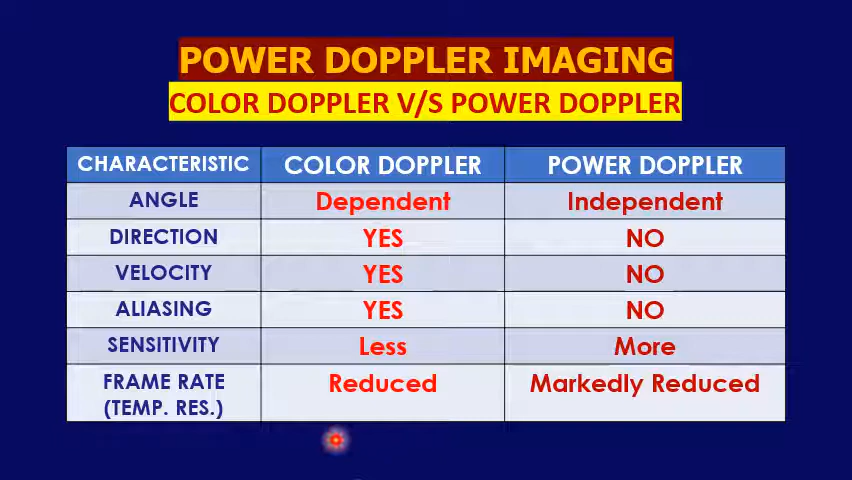 POWER DOPPLER IMAGING
COLOR DOPPLER V/S POWER DOPPLER
CHARACTERISTIC COLOR DOPPLER POWER DOPPLER
ANGLE Dependent Independent
DIRECTION YES NO
VELOCITY YES NO
ALIASING YES NO
SENSITIVITY Less More
FRAME RATE Reduced Markedly Reduced
(TEMP. RES.)